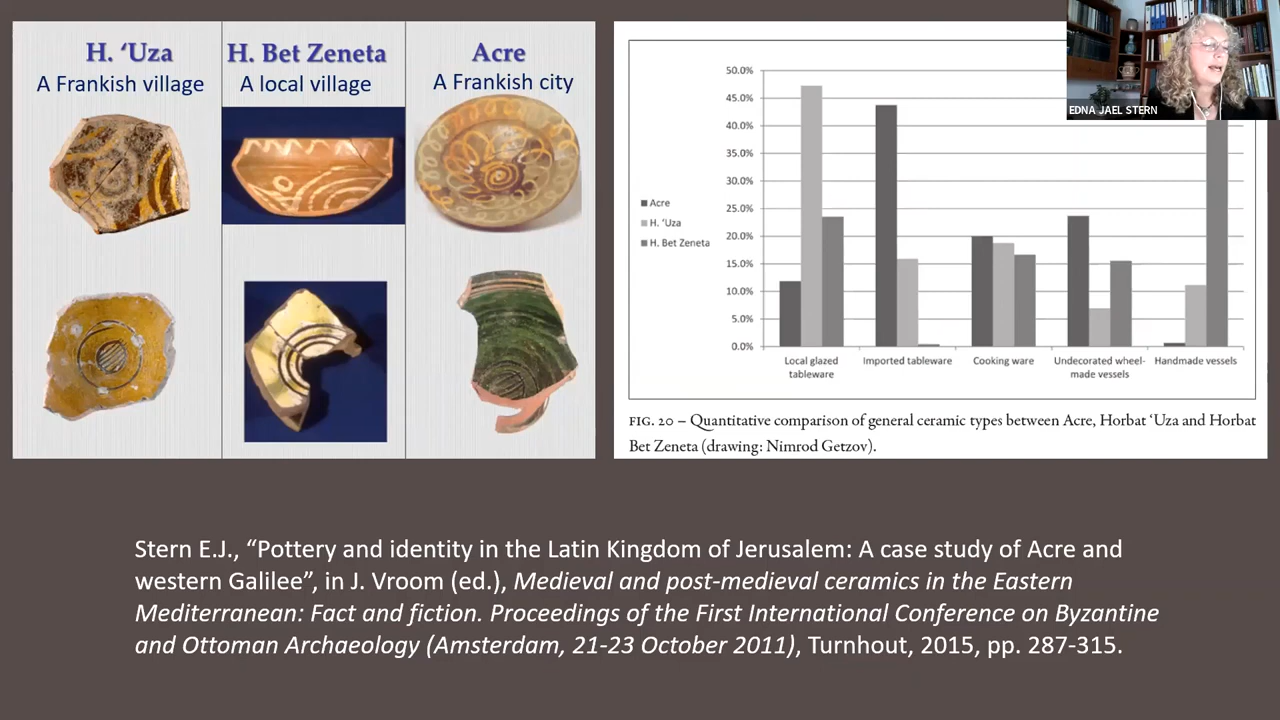 H. ‘Uza
A Frankish village
H. Bet Zeneta
A local village
Acre
A Frankish city
50.0%
45.0%
40.0%
35.0%
30.0%
25.0%
20.0%
15.0%
10.0%
5.0%
0.0%
Acre
H. ‘Uza
H. Bet Zeneta
Local glazed
tableware
Imported tableware
Cooking ware
Undecorated wheel-
made vessels
Handmade vessels
EDNA JAEL STERN
FIG. 20 – Quantitative comparison of general ceramic types between Acre, Horbat ‘Uza and Horbat
Bet Zeneta (drawing: Nimrod Getzov).
Stern E.J., “Pottery and identity in the Latin Kingdom of Jerusalem: A case study of Acre and
western Galilee”, in J. Vroom (ed.), Medieval and post-medieval ceramics in the Eastern
Mediterranean: Fact and fiction. Proceedings of the First International Conference on Byzantine
and Ottoman Archaeology (Amsterdam, 21-23 October 2011), Turnhout, 2015, pp. 287-315.